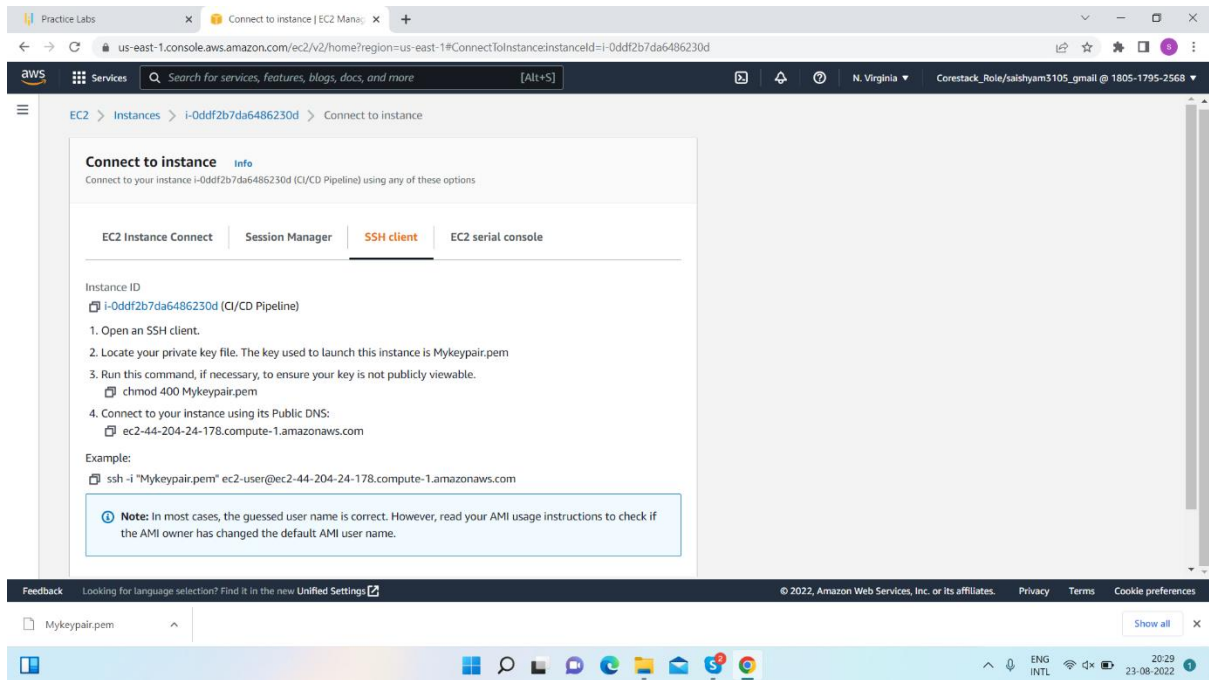 Practice Labs
Connect to instance | EC2 Manag
us-east-1.console.aws.amazon.com/ec2/v2/home?region=us-east-1#ConnectToInstance:instanceId=i-0ddf2b7da6486230d
aws Services Search for services, features, blogs, docs, and more [Alt+S] N. Virginia Corestack_Role/saishyam3105_gmail @ 1805-1795-2568
EC2 > Instances > i-0ddf2b7da6486230d > Connect to instance
Connect to instance Info
Connect to your instance i-0ddf2b7da6486230d (CI/CD Pipeline) using any of these options
EC2 Instance Connect Session Manager SSH client EC2 serial console
Instance ID
i-0ddf2b7da6486230d (CI/CD Pipeline)
1. Open an SSH client.
2. Locate your private key file. The key used to launch this instance is Mykeypair.pem
3. Run this command, if necessary, to ensure your key is not publicly viewable.
chmod 400 Mykeypair.pem
4. Connect to your instance using its Public DNS:
ec2-44-204-24-178.compute-1.amazonaws.com
Example:
ssh -i "Mykeypair.pem" ec2-user@ec2-44-204-24-178.compute-1.amazonaws.com
Note: In most cases, the guessed user name is correct. However, read your AMI usage instructions to check if
the AMI owner has changed the default AMI user name.
Feedback Looking for language selection? Find it in the new Unified Settings © 2022, Amazon Web Services, Inc. or its affiliates. Privacy Terms Cookie preferences
Mykeypair.pem Show all
ENG 20:29
INTL 23-08-2022 1